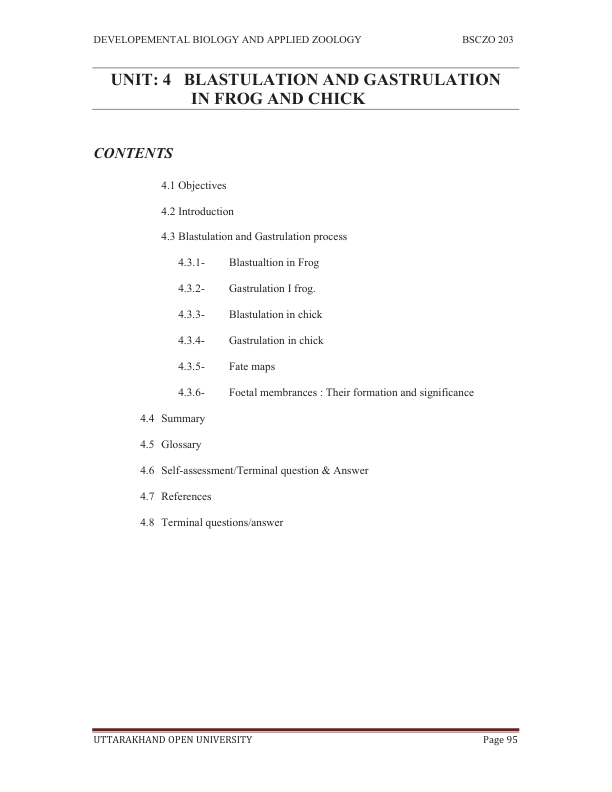 DEVELOPEMENTAL BIOLOGY AND APPLIED ZOOLOGY BSCZO 203
UNIT: 4 BLASTULATION AND GASTRULATION
IN FROG AND CHICK
CONTENTS
4.1 Objectives
4.2 Introduction
4.3 Blastulation and Gastrulation process
4.3.1- Blastualtion in Frog
4.3.2- Gastrulation I frog.
4.3.3- Blastulation in chick
4.3.4- Gastrulation in chick
4.3.5- Fate maps
4.3.6- Foetal membrances : Their formation and significance
4.4 Summary
4.5 Glossary
4.6 Self-assessment/Terminal question & Answer
4.7 References
4.8 Terminal questions/answer
UTTARAKHAND OPEN UNIVERSITY Page 95